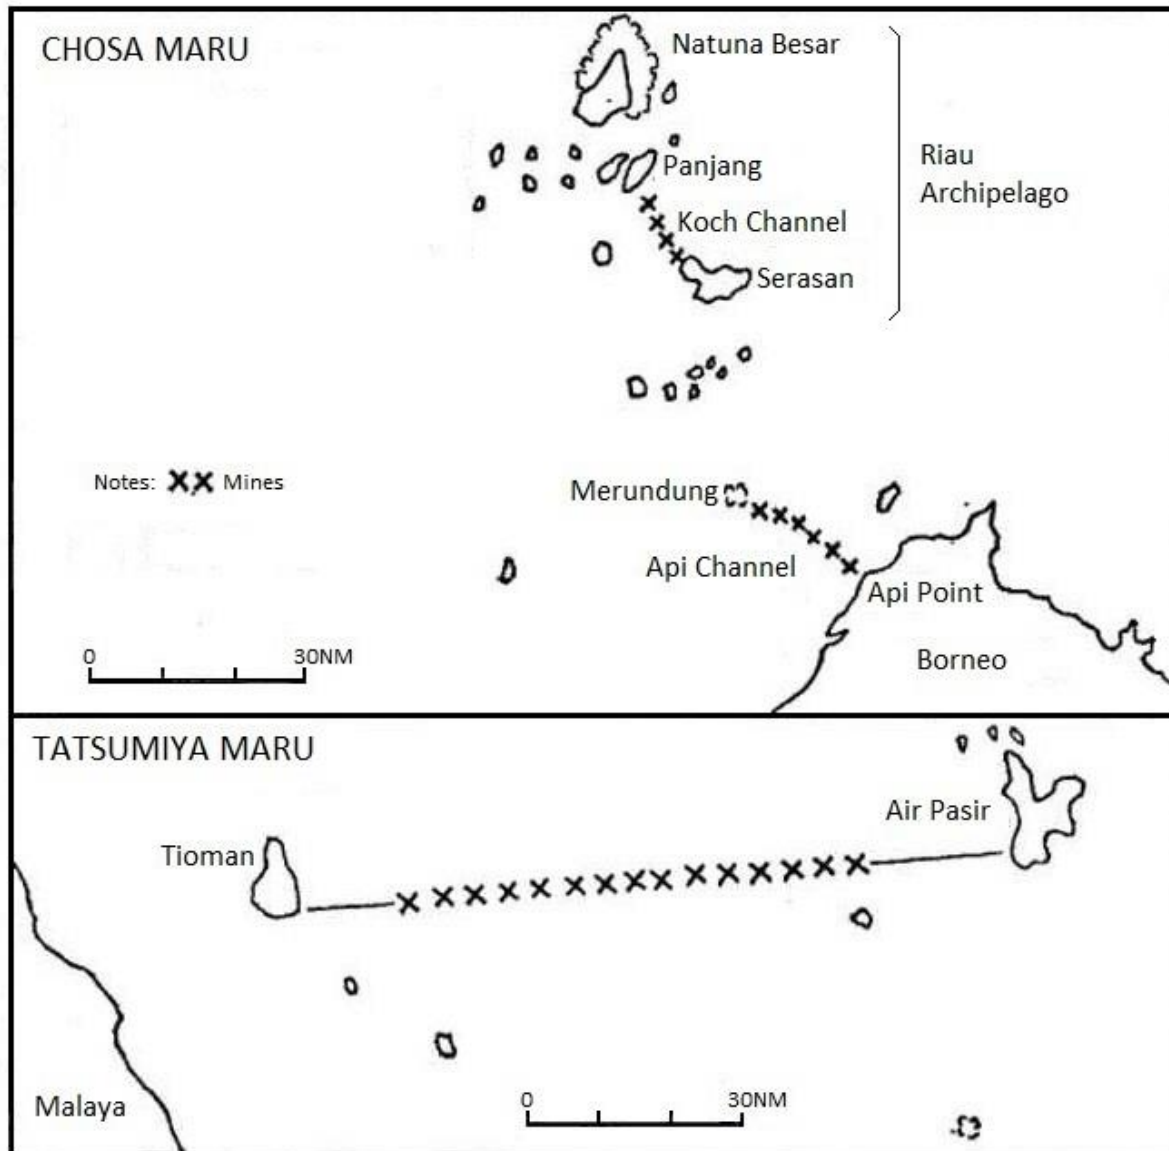 CHOSA MARU
Natuna Besar
Riau
Archipelago
Panjang
Koch Channel
Serasan
Notes: XX Mines
Merundung
Api Channel
Api Point
Borneo
0 30NM
TATSUMIYA MARU
Air Pasir
Tioman
Malaya
0 30NM